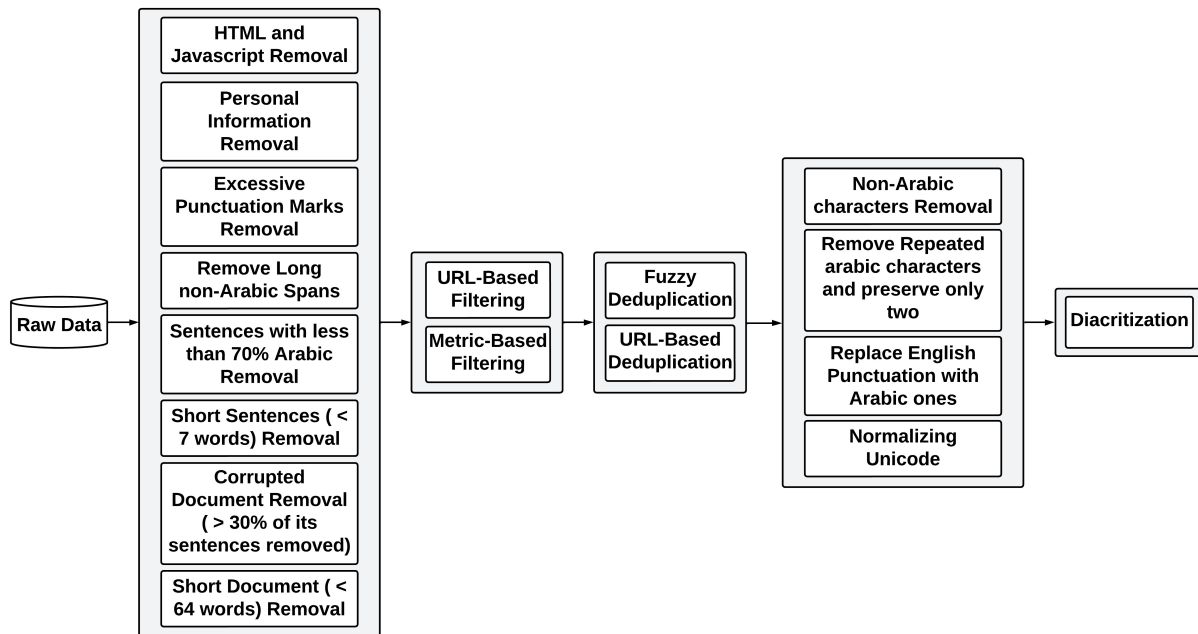 Raw Data
HTML and
Javascript Removal
Personal
Information
Removal
Excessive
Punctuation Marks
Removal
Remove Long
non-Arabic Spans
Sentences with less
than 70% Arabic
Removal
Short Sentences ( <
7 words) Removal
Corrupted
Document Removal
( > 30% of its
sentences removed)
Short Document ( <
64 words) Removal
URL-Based
Filtering
Metric-Based
Filtering
Fuzzy
Deduplication
URL-Based
Deduplication
Non-Arabic
characters Removal
Remove Repeated
arabic characters
and preserve only
two
Replace English
Punctuation with
Arabic ones
Normalizing
Unicode
Diacritization